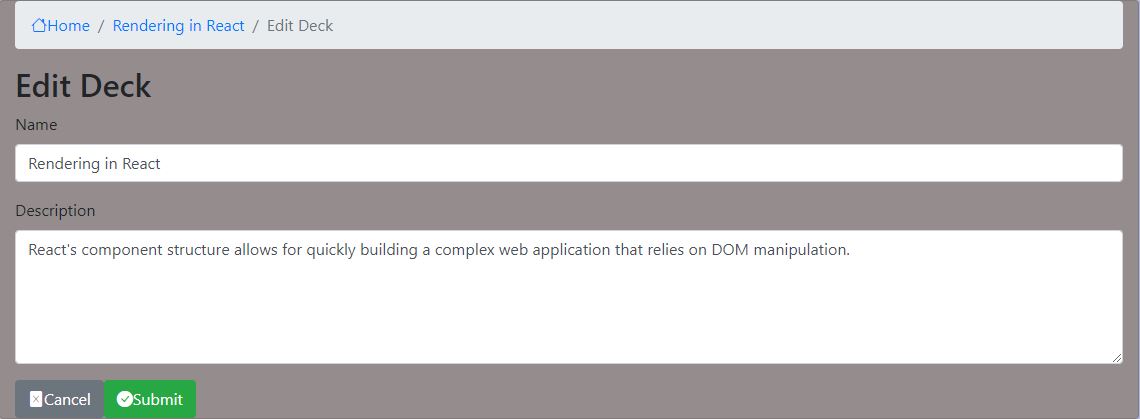 Home / Rendering in React / Edit Deck
Edit Deck
Name
Rendering in React
Description
React's component structure allows for quickly building a complex web application that relies on DOM manipulation.
Cancel Submit